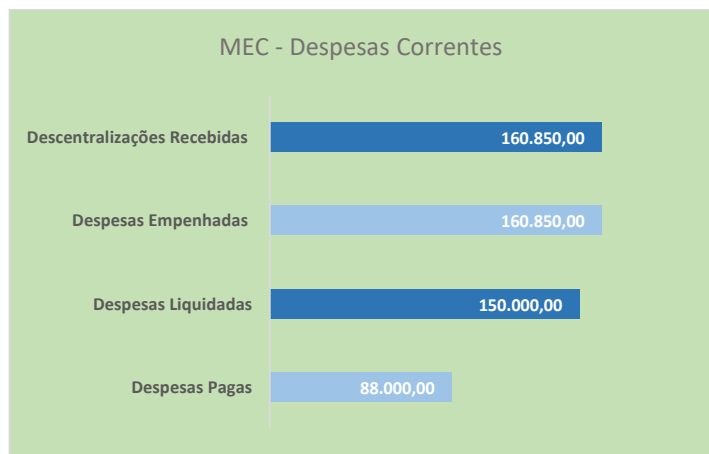 MEC - Despesas Correntes
Descentralizações Recebidas 160.850,00
Despesas Empenhadas 160.850,00
Despesas Liquidadas 150.000,00
Despesas Pagas 88.000,00